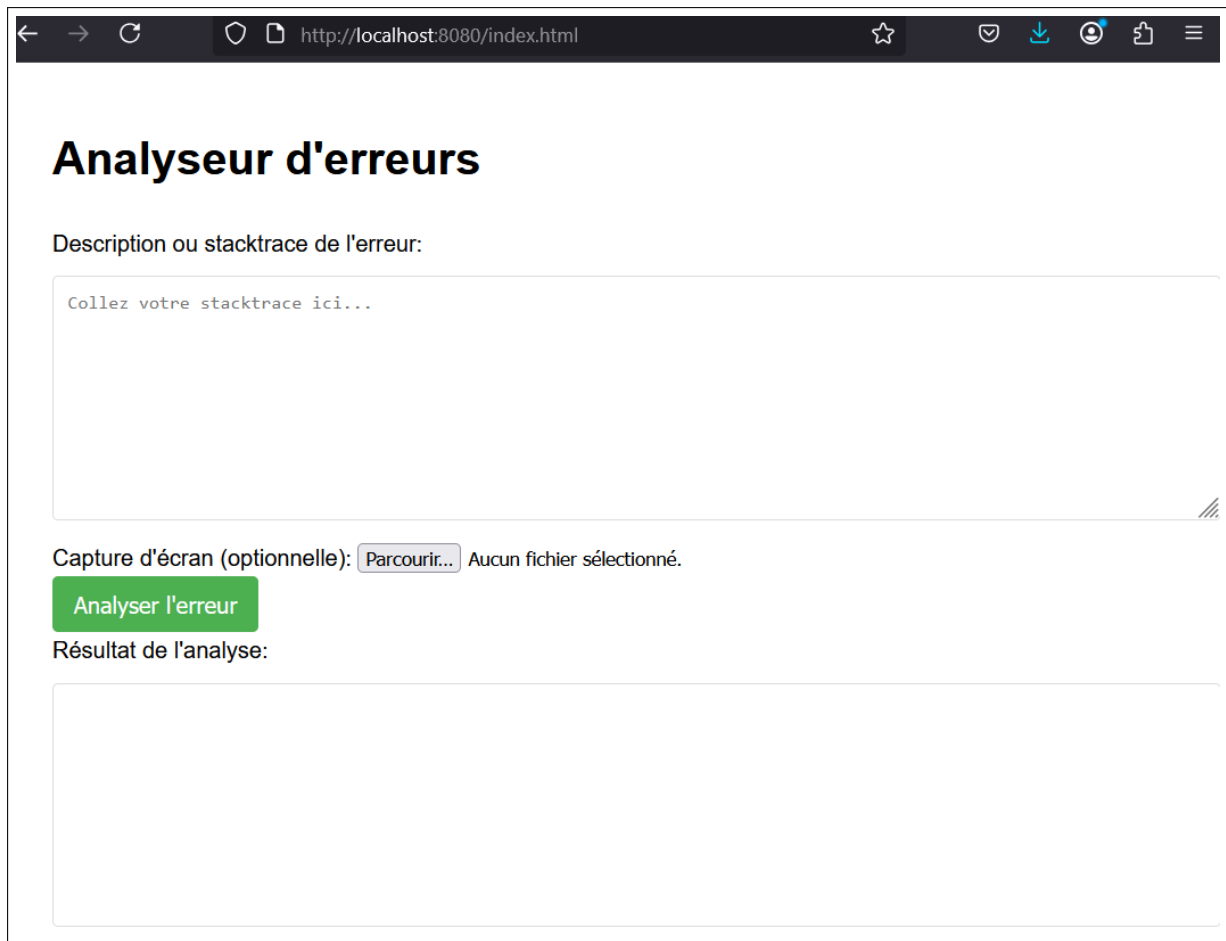 http://localhost:8080/index.html
Analyseur d'erreurs
Description ou stacktrace de l'erreur:
Collez votre stacktrace ici...
Capture d'écran (optionnelle): Parcourir... Aucun fichier sélectionné.
Analyser l'erreur
Résultat de l'analyse: